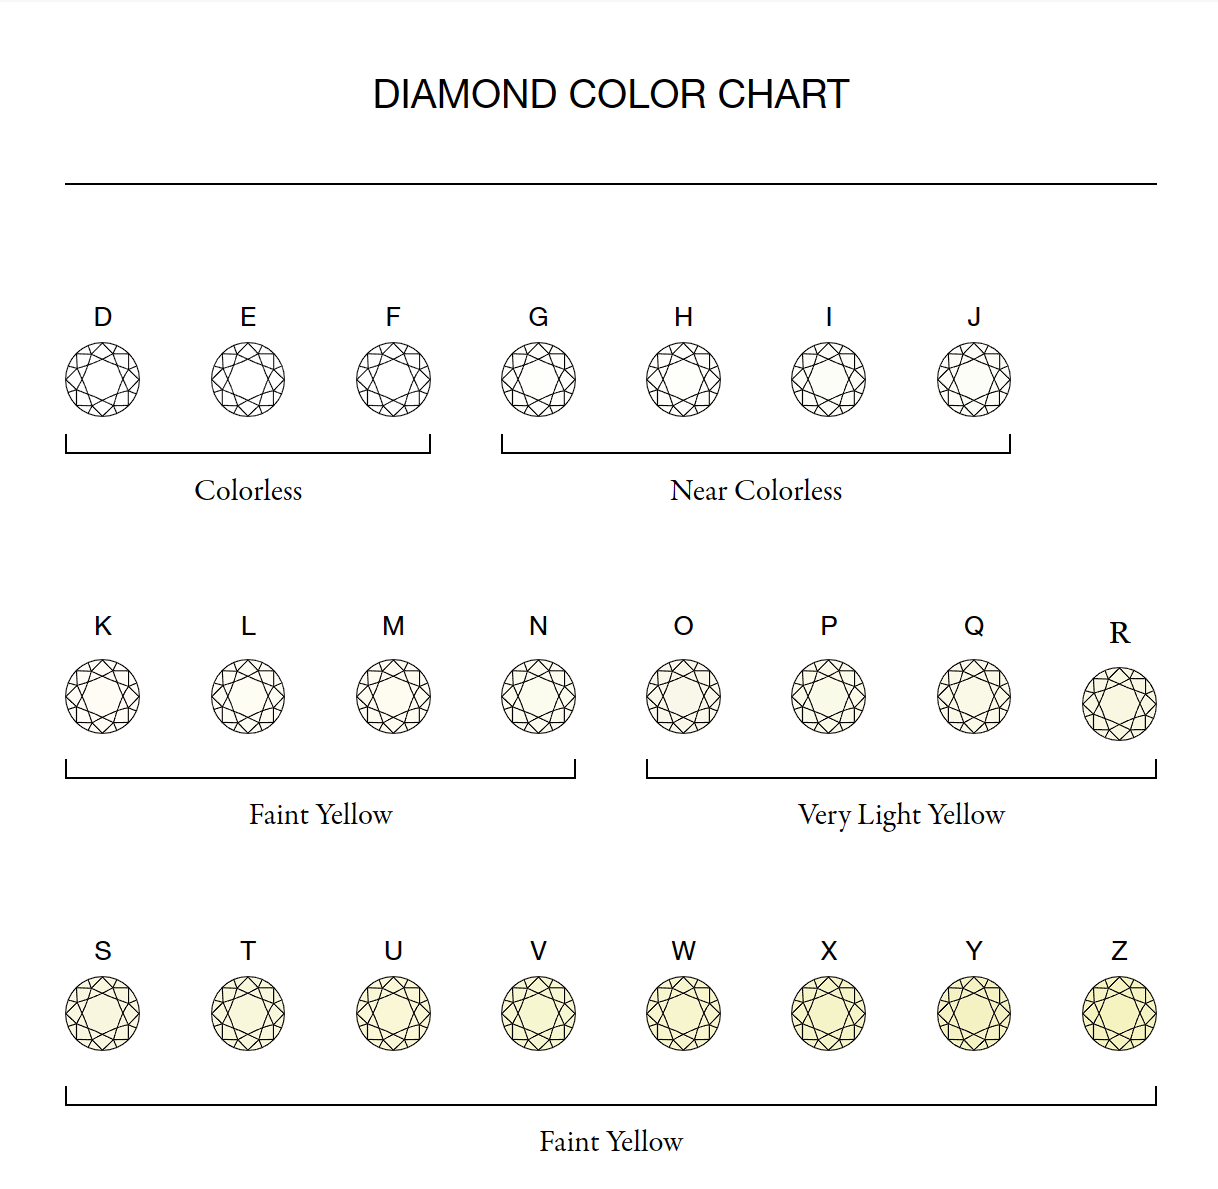 DIAMOND COLOR CHART
D E F G H I J
Colorless Near Colorless
K L M N O P Q R
Faint Yellow Very Light Yellow
S T U V W X Y Z
Faint Yellow